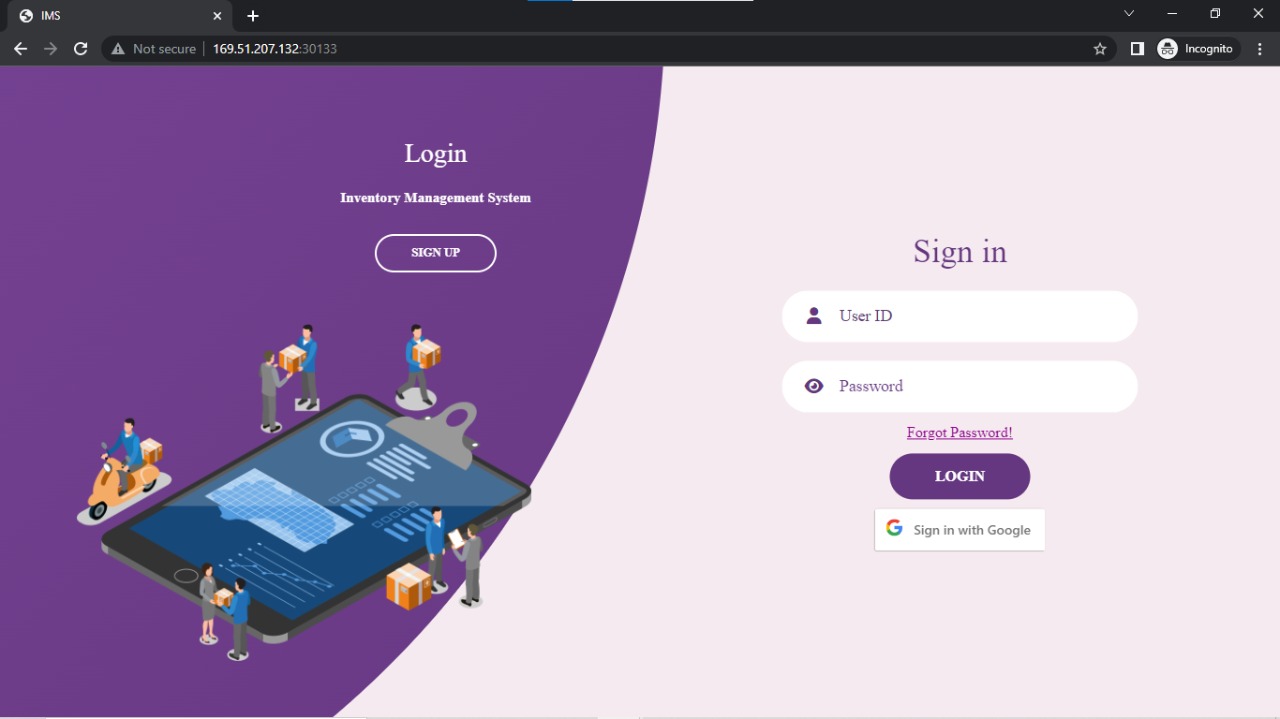 IMS
Not secure
169.51.207.132:30133
Incognito
Login
Inventory Management System
SIGN UP
Sign in
User ID
Password
Forgot Password!
LOGIN
Sign in with Google